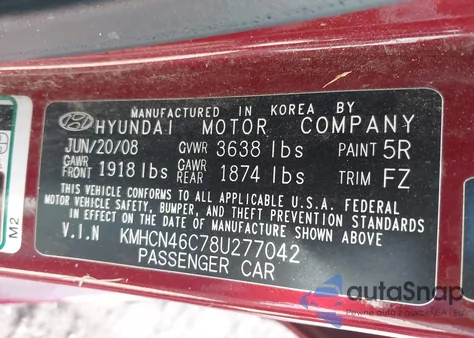 MANUFACTURED IN KOREA BY
HYUNDAI MOTOR COMPANY
JUN/20/08 GVWR 3638 lbs PAINT 5R
GAWR FRONT 1918 lbs GAWR REAR 1874 lbs TRIM FZ
THIS VEHICLE CONFORMS TO ALL APPLICABLE U.S.A. FEDERAL
MOTOR VEHICLE SAFETY, BUMPER, AND THEFT PREVENTION STANDARDS
IN EFFECT ON THE DATE OF MANUFACTURE SHOWN ABOVE.
V.I.N KMHCN46C78U277042
PASSENGER CAR
M2
autoSnap